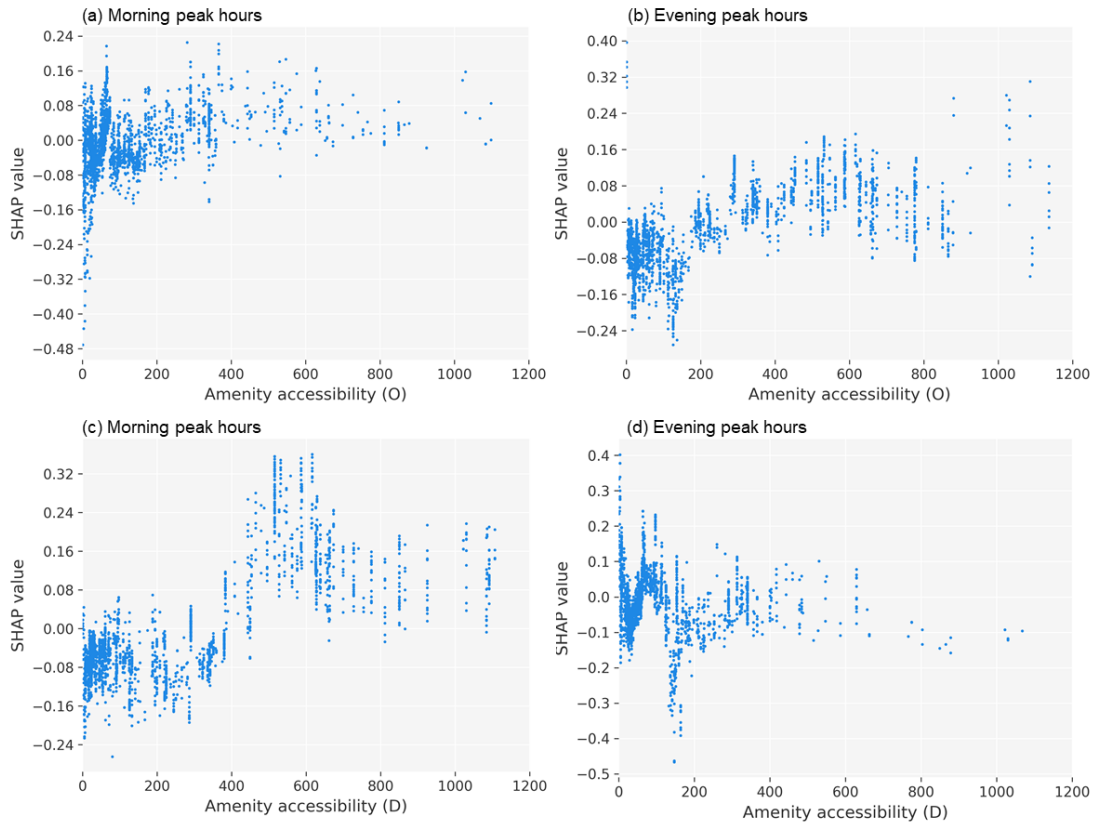 (a) Morning peak hours
0.24
0.16
0.08
0.00
−0.08
−0.16
−0.24
−0.32
−0.40
−0.48
SHAP value
0 200 400 600 800 1000 1200
Amenity accessibility (O)
(b) Evening peak hours
0.40
0.32
0.24
0.16
0.08
0.00
−0.08
−0.16
−0.24
SHAP value
0 200 400 600 800 1000 1200
Amenity accessibility (O)
(c) Morning peak hours
0.32
0.24
0.16
0.08
0.00
−0.08
−0.16
−0.24
SHAP value
0 200 400 600 800 1000 1200
Amenity accessibility (D)
(d) Evening peak hours
0.4
0.3
0.2
0.1
0.0
−0.1
−0.2
−0.3
−0.4
−0.5
SHAP value
0 200 400 600 800 1000 1200
Amenity accessibility (D)